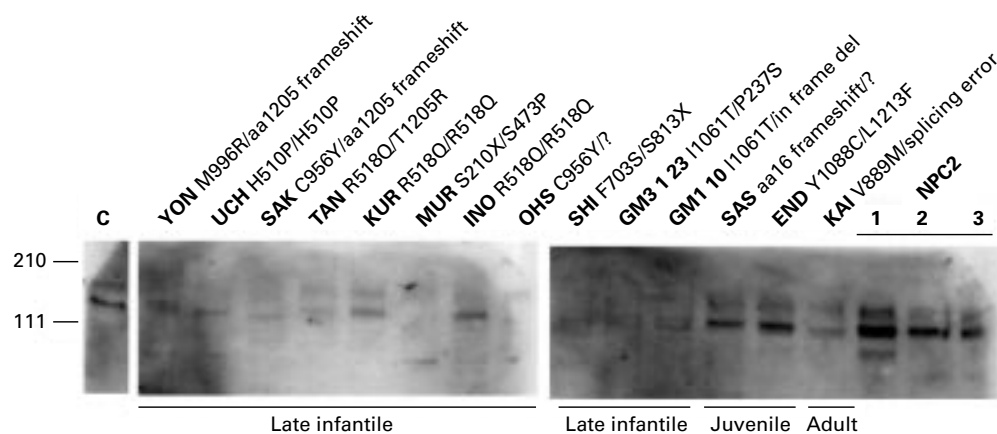 C
YON M996R/aa1205 frameshift
UCH H510P/H510P
SAK C956Y/aa1205 frameshift
TAN R518Q/T1205R
KUR R518Q/R518Q
MUR S210X/S473P
INO R518Q/R518Q
OHS C956Y/?
SHI F703S/S813X
GM3 1 23 I1061T/P237S
GM1 10 I1061T/in frame del
SAS aa16 frameshift/?
END Y1088C/L1213F
KAI V889M/splicing error
NPC2
1 2 3
210
111
Late infantile
Late infantile
Juvenile
Adult